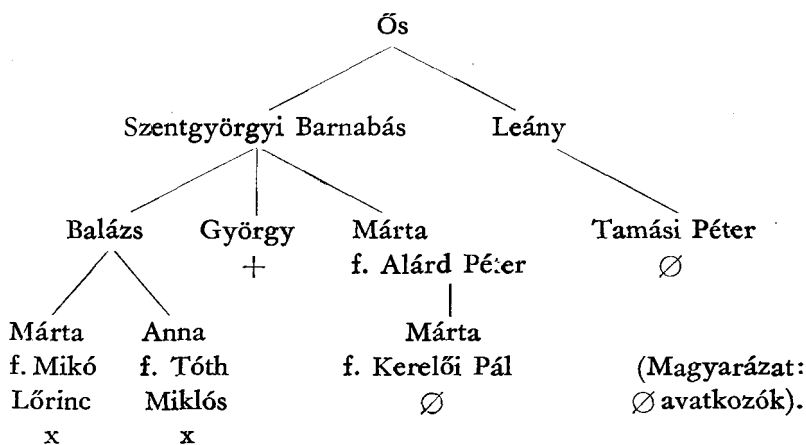 Ős
Szentgyörgyi Barnabás Leány
Balázs György Márta Tamási Péter
+ f. Alárd Péter ∅
Márta Anna Márta
f. Mikó f. Tóth f. Kerelői Pál (Magyarázat:
Lőrinc Miklós ∅ ∅ avatkozók).
x x